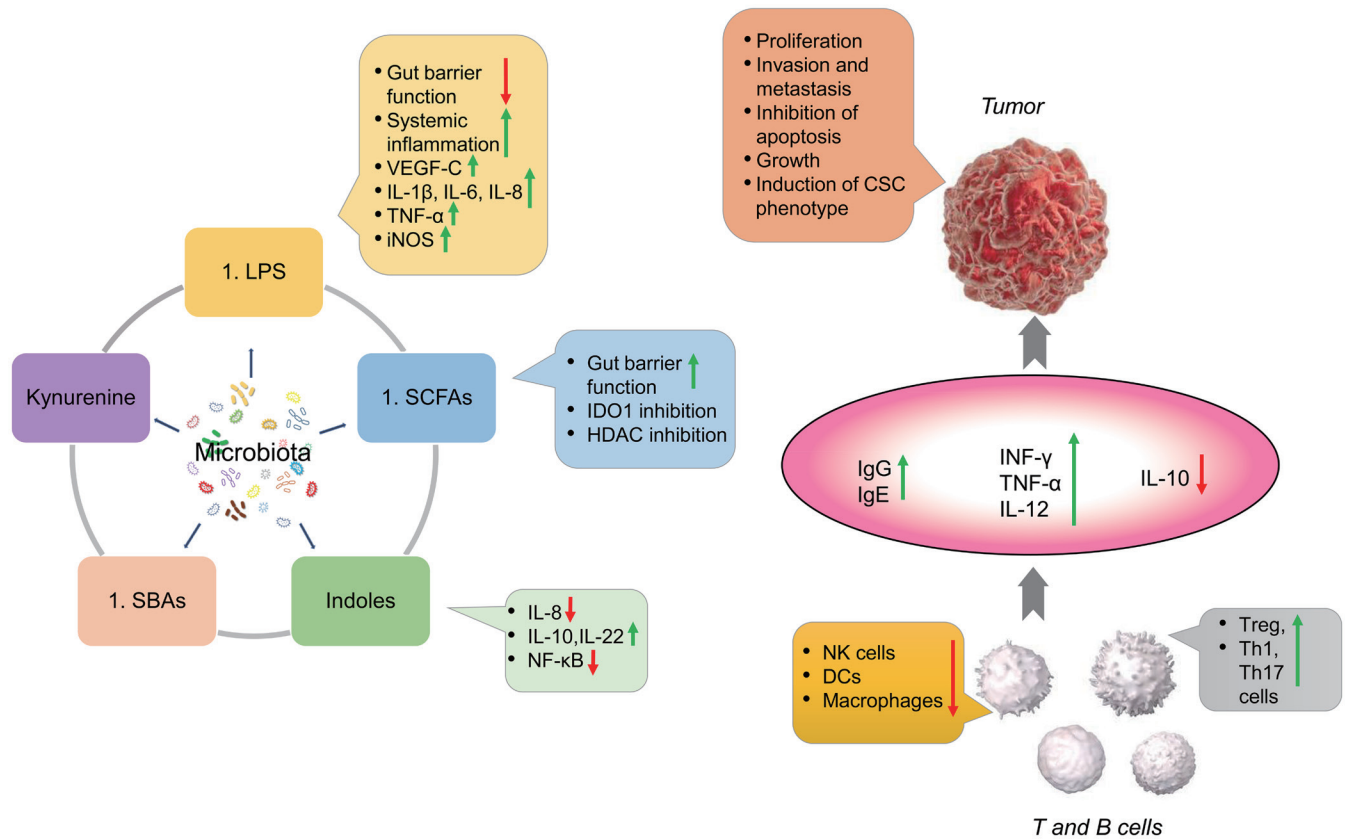 • Gut barrier
function
• Systemic
inflammation
• VEGF-C
• IL-1β, IL-6, IL-8
• TNF-α
• iNOS
1. LPS
Kynurenine
1. SCFAs
Microbiota
1. SBAs
Indoles
• Gut barrier
function
• IDO1 inhibition
• HDAC inhibition
• IL-8
• IL-10,IL-22
• NF-κB
• Proliferation
• Invasion and
metastasis
• Inhibition of
apoptosis
• Growth
• Induction of CSC
phenotype
Tumor
IgG
IgE
INF-γ
TNF-α
IL-12
IL-10
• NK cells
• DCs
• Macrophages
• Treg,
• Th1,
Th17
cells
T and B cells